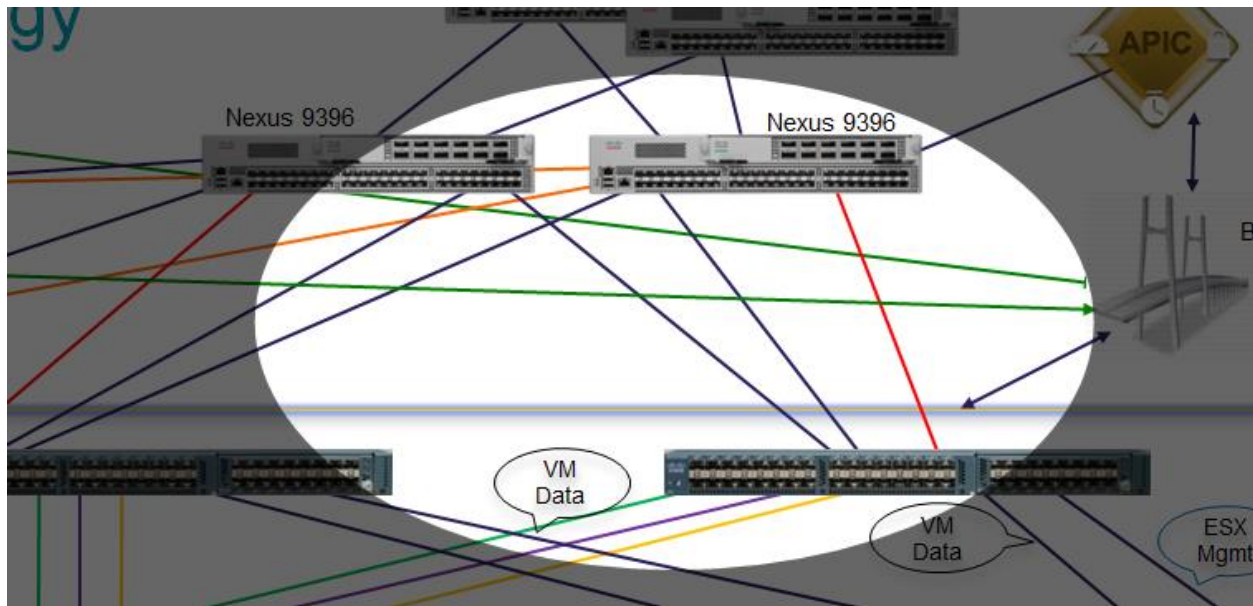 gy
APIC
Nexus 9396
Nexus 9396
B
VM
Data
VM
Data
ESX
Mgmt